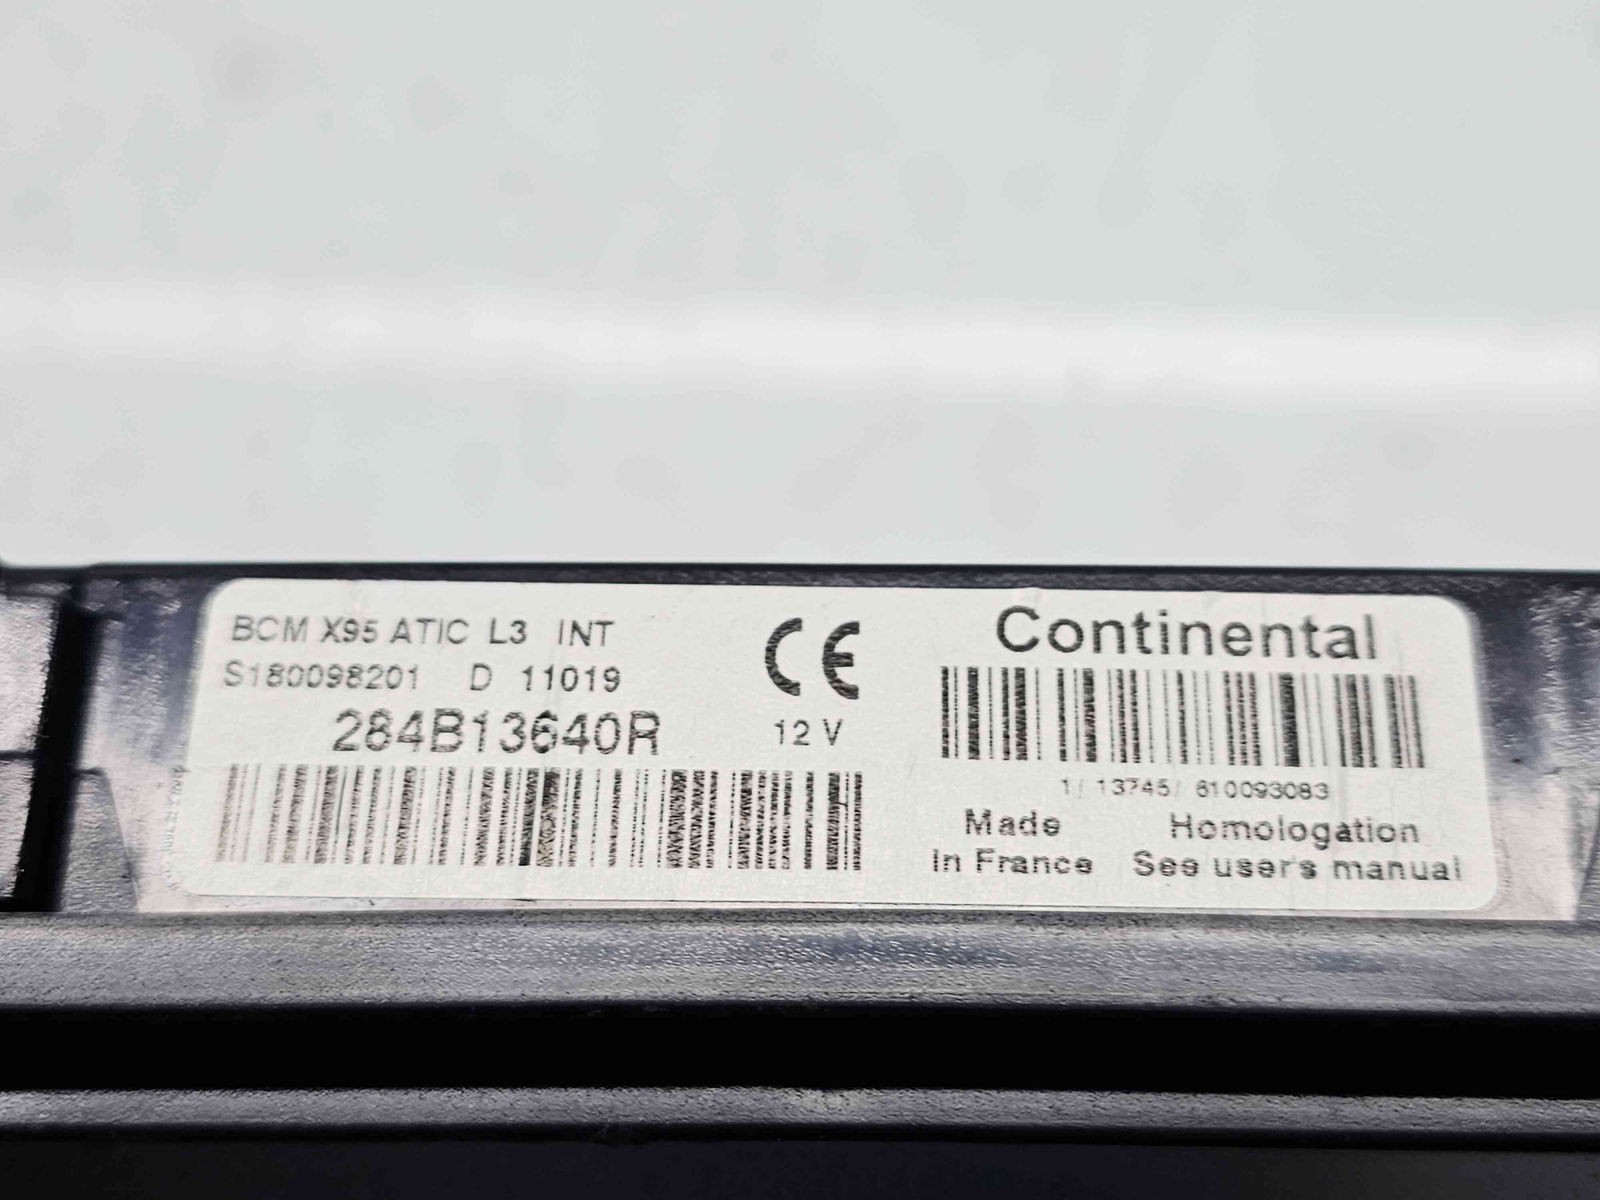 BCM X95 ATIC L3 INT
S180098201 D 11019
284B13640R
CE
12 V
Continental
1/ 13745/ 610093083
Made
In France
Homologation
See user's manual